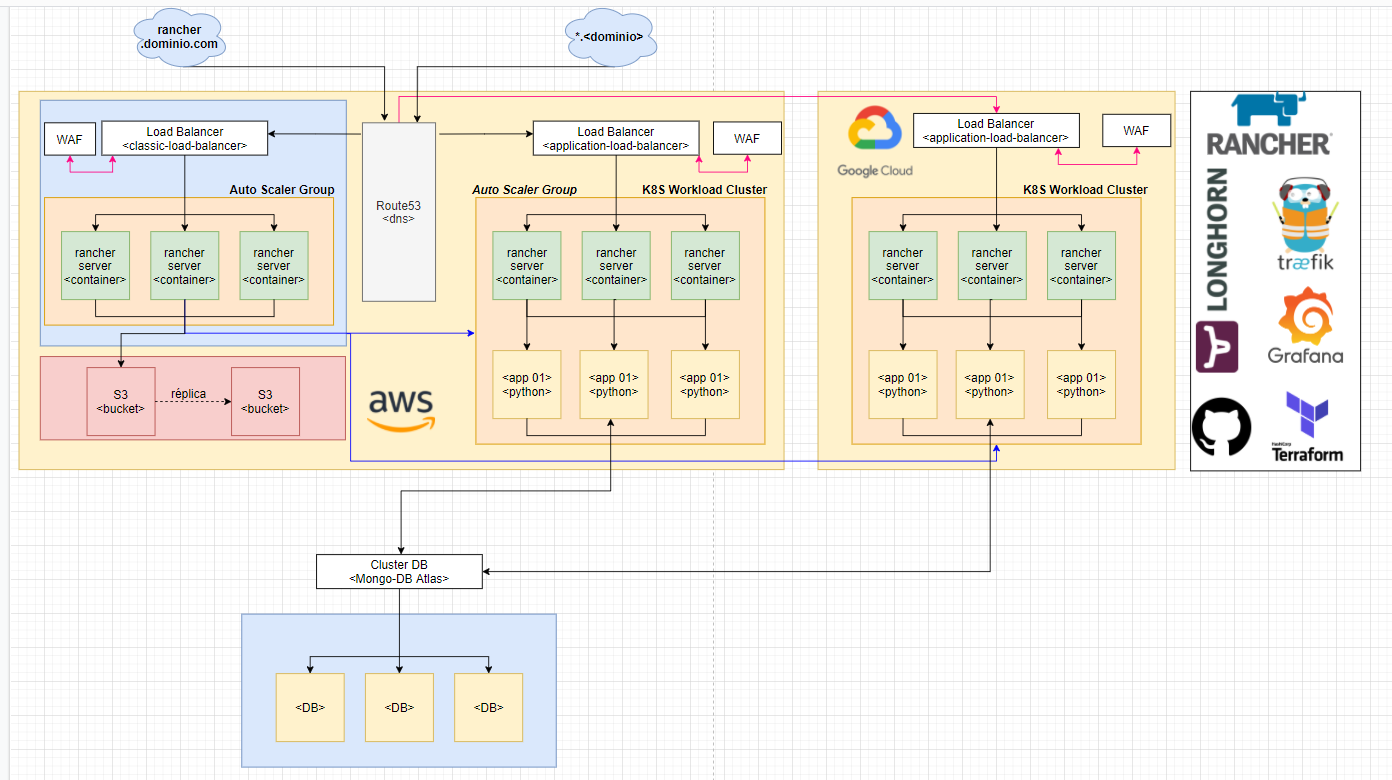 rancher
.dominio.com
*.<dominio>
WAF
Load Balancer
<classic-load-balancer>
Auto Scaler Group
rancher
server
<container>
rancher
server
<container>
rancher
server
<container>
S3
<bucket>
réplica
S3
<bucket>
Route53
<dns>
aws
Load Balancer
<application-load-balancer>
WAF
Auto Scaler Group
K8S Workload Cluster
rancher
server
<container>
rancher
server
<container>
rancher
server
<container>
<app 01>
<python>
<app 01>
<python>
<app 01>
<python>
Google Cloud
Load Balancer
<application-load-balancer>
WAF
K8S Workload Cluster
rancher
server
<container>
rancher
server
<container>
rancher
server
<container>
<app 01>
<python>
<app 01>
<python>
<app 01>
<python>
RANCHER
LONGHORN
træfik
Grafana
HashiCorp
Terraform
Cluster DB
<Mongo-DB Atlas>
<DB>
<DB>
<DB>